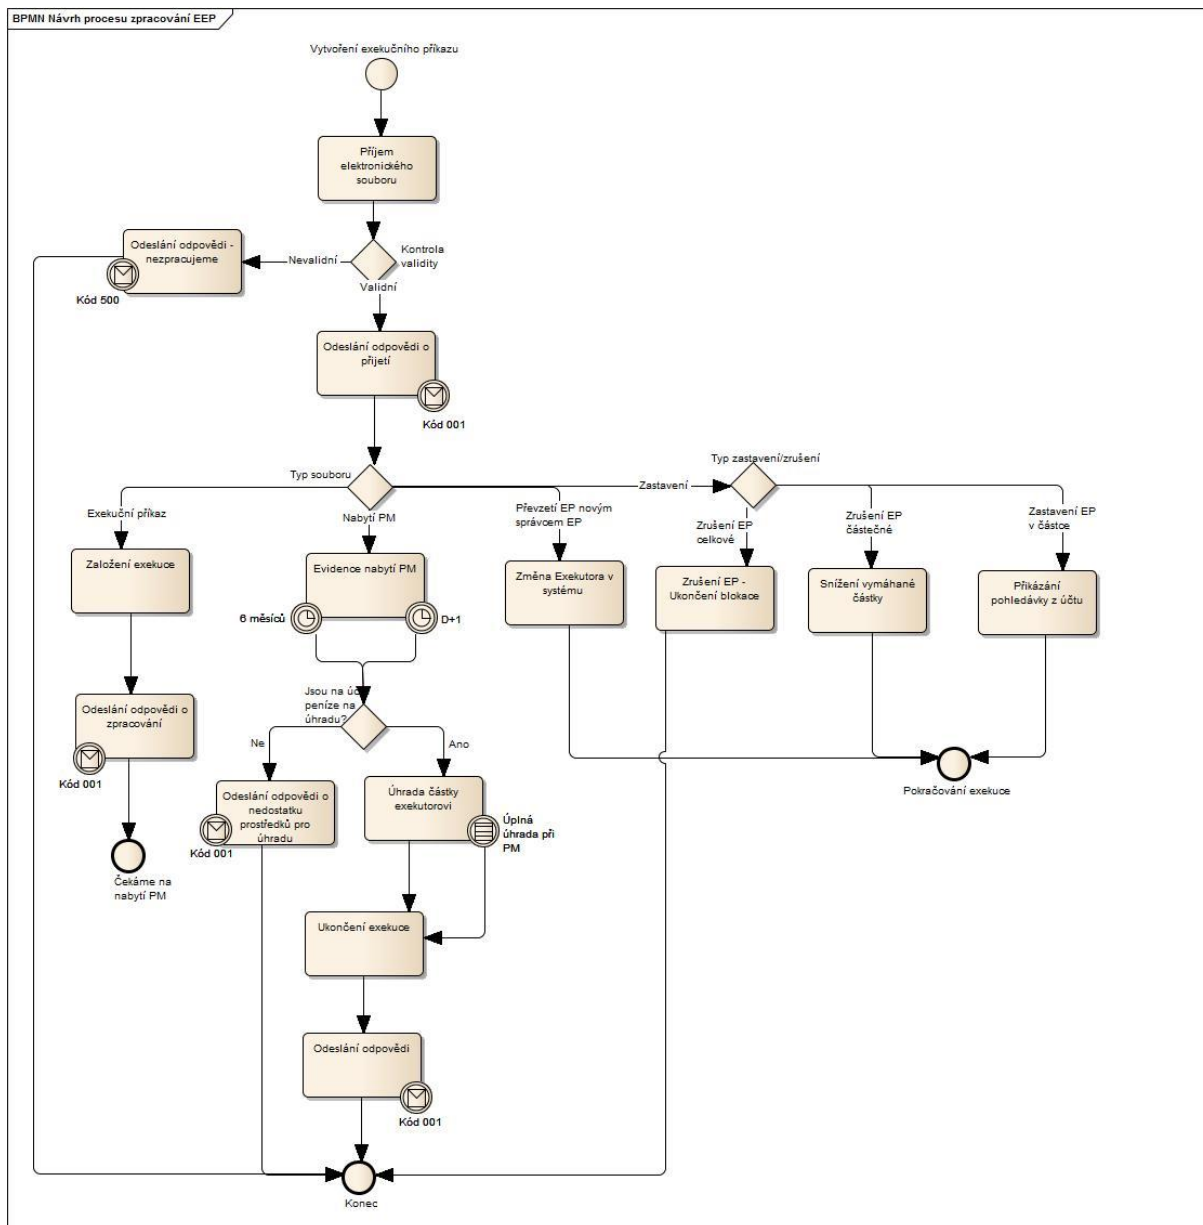 BPMN Návrh procesu zpracování EEP
Vytvoření exekučního příkazu
Příjem
elektronického
souboru
Odeslání odpovědi -
nezpracujeme
Kód 500
Nevalidní
Kontrola
validity
Validní
Odeslání odpovědi o
přijetí
Kód 001
Typ souboru
Typ zastavení/zrušení
Zastavení
Exekuční příkaz
Nabytí PM
Převzetí EP novým
správcem EP
Zrušení EP
celkové
Zrušení EP
částečné
Zastavení EP
v částce
Založení exekuce
Evidence nabytí PM
6 měsíců
D+1
Změna Exekutora v
systému
Zrušení EP -
Ukončení blokace
Snížení vymáhané
částky
Přikázání
pohledávky z účtu
Odeslání odpovědi o
zpracování
Kód 001
Jsou na úč
peníze na
úhradu?
Ne
Ano
Odeslání odpovědi o
nedostatku
prostředků pro
úhradu
Kód 001
Úhrada částky
exekutorovi
Úplná
úhrada při
PM
Pokračování exekuce
Čekáme na
nabytí PM
Ukončení exekuce
Odeslání odpovědi
Kód 001
Konec